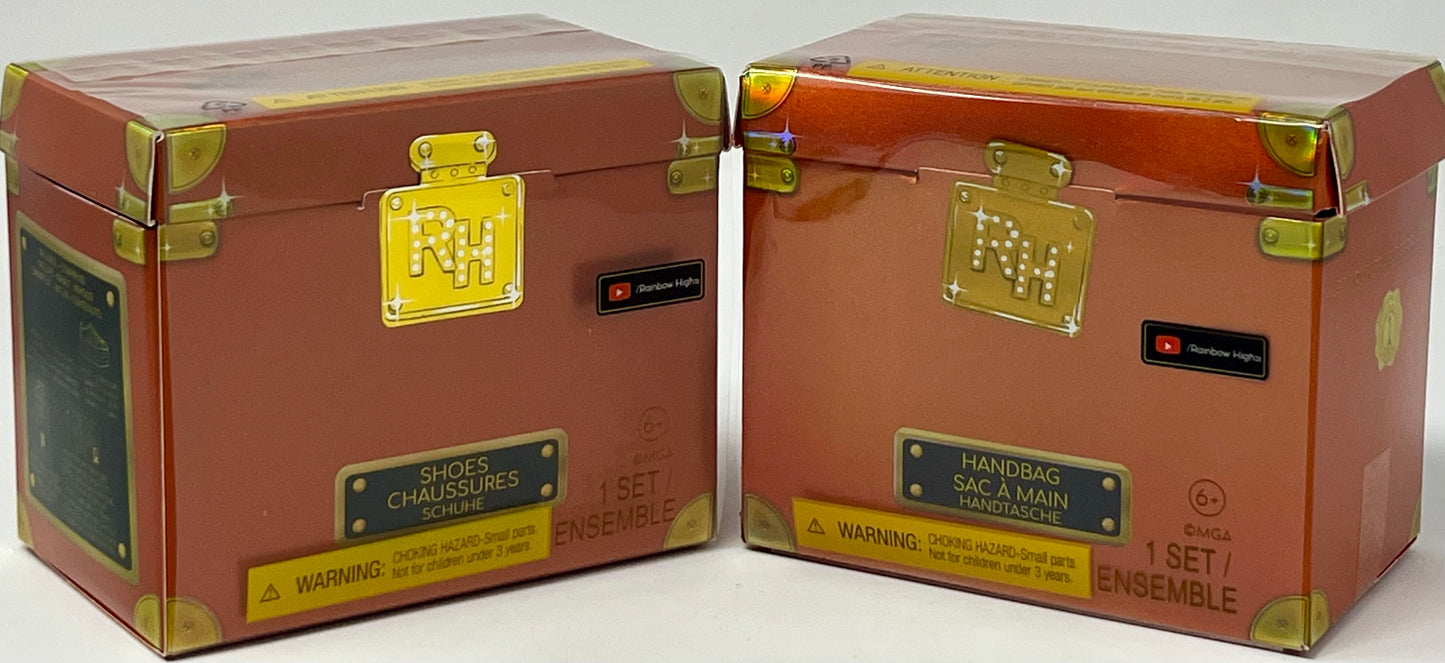 ATTENTION
RH
/Rainbow High
6+
©MGA
SHOES
CHAUSSURES
SCHUHE
1 SET /
ENSEMBLE
WARNING: CHOKING HAZARD-Small parts.
Not for children under 3 years.
ATTENTION
RH
/Rainbow High
HANDBAG
SAC À MAIN
HANDTASCHE
6+
©MGA
1 SET /
ENSEMBLE
WARNING: CHOKING HAZARD-Small parts.
Not for children under 3 years.